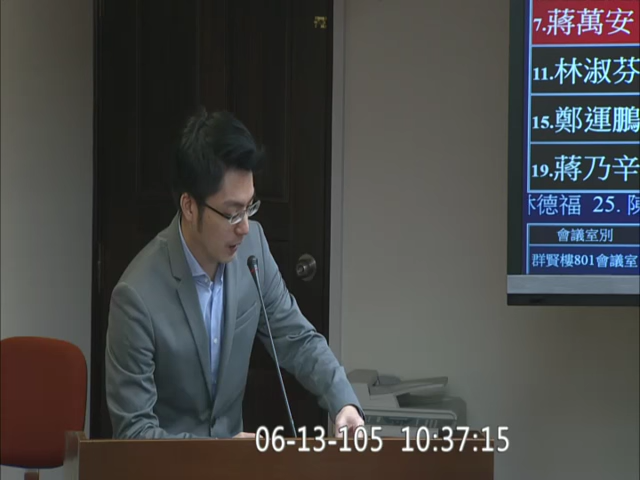 7.蔣萬安
11.林淑芬
15.鄭運鵬
19.蔣乃辛
德福 25.
會議室別
群賢樓801會議室
06-13-105 10:37:15